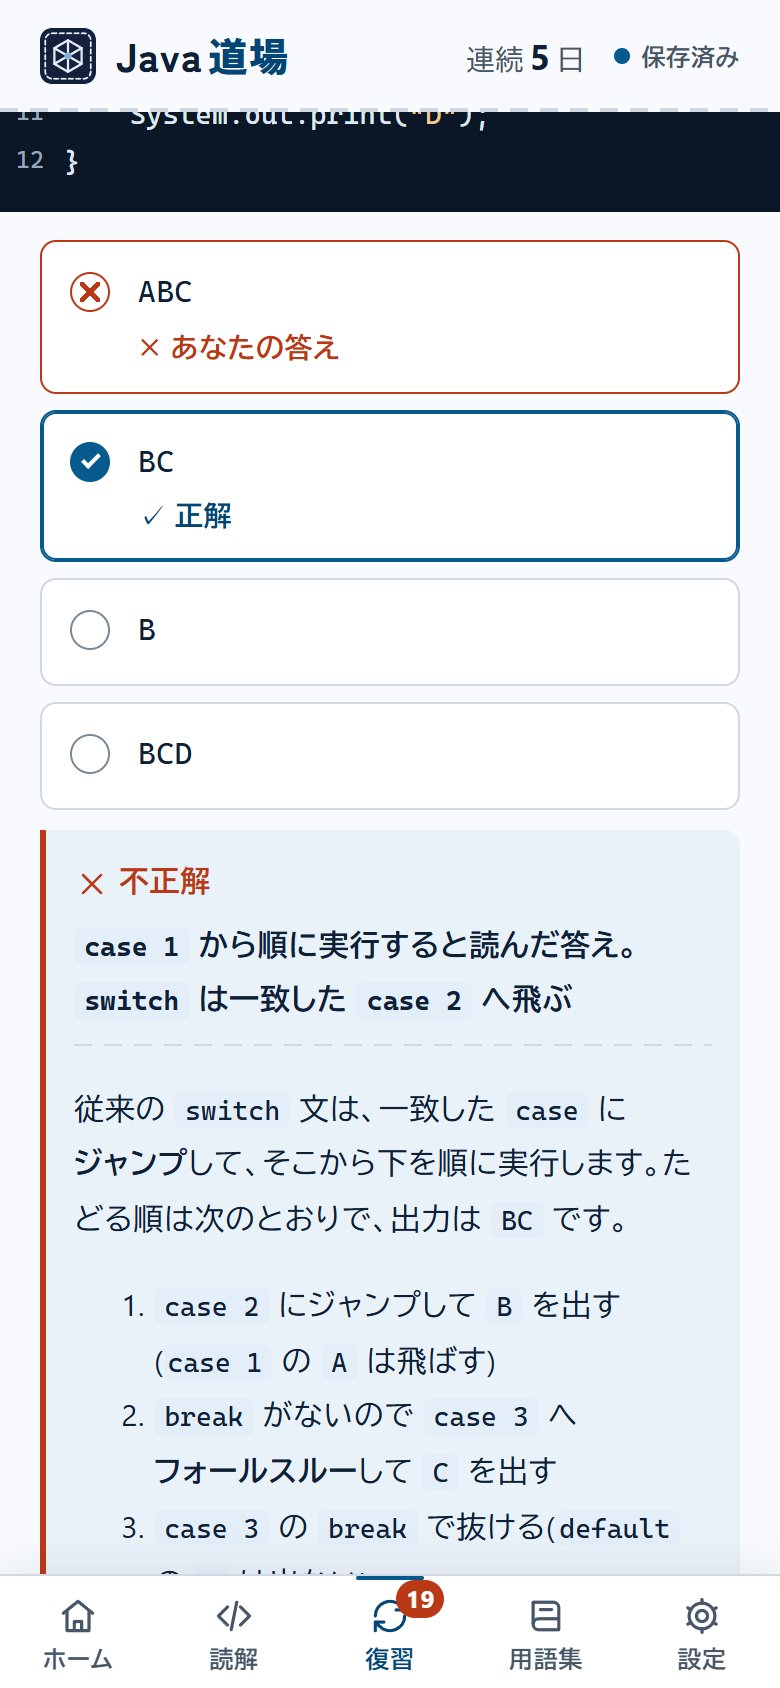 Java道場
連続 5 日
保存済み
11 System.out.print("D");
12 }
ABC
× あなたの答え
BC
✓ 正解
B
BCD
× 不正解
case 1 から順に実行すると読んだ答え。
switch は一致した case 2 へ飛ぶ
従来の switch 文は、一致した case に
ジャンプして、そこから下を順に実行します。た
どる順は次のとおりで、出力は BC です。
1. case 2 にジャンプして B を出す
(case 1 の A は飛ばす)
2. break がないので case 3 へ
フォールスルーして C を出す
3. case 3 の break で抜ける(default
19
ホーム
読解
復習
用語集
設定